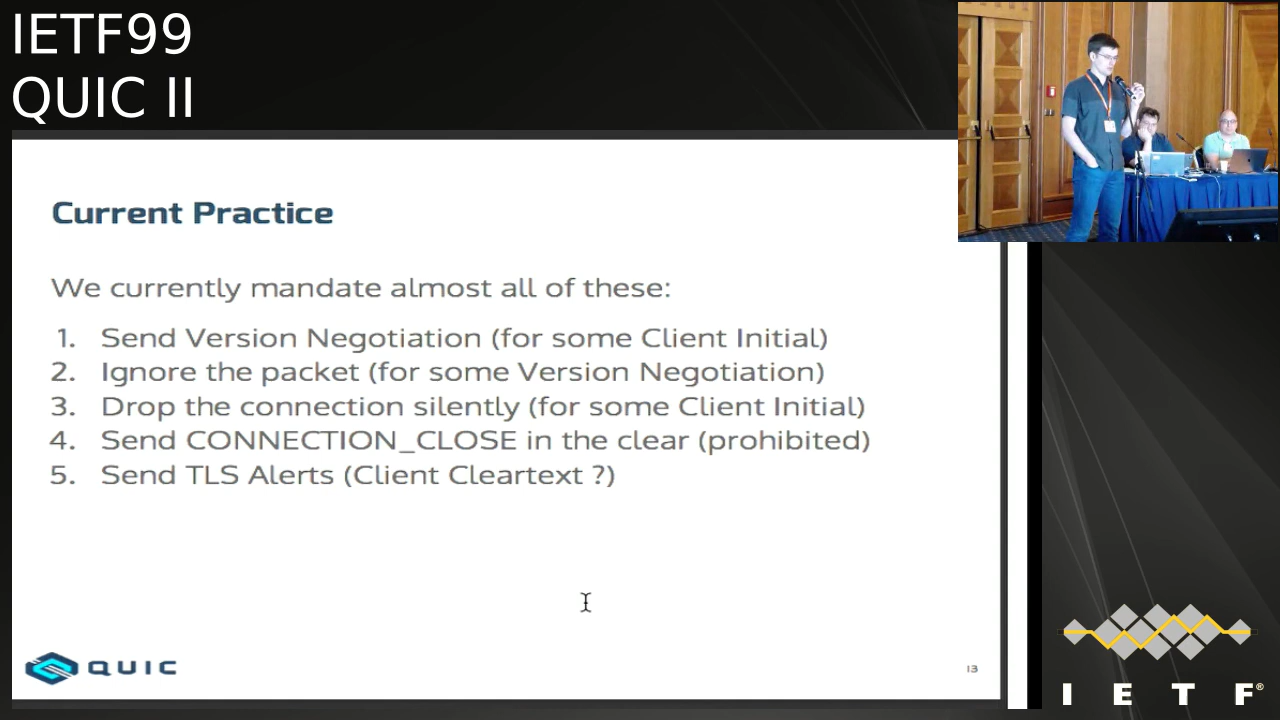 IETF99
QUIC II
Current Practice
We currently mandate almost all of these:
1. Send Version Negotiation (for some Client Initial)
2. Ignore the packet (for some Version Negotiation)
3. Drop the connection silently (for some Client Initial)
4. Send CONNECTION_CLOSE in the clear (prohibited)
5. Send TLS Alerts (Client Cleartext ?)
QUIC
13
I E T F®